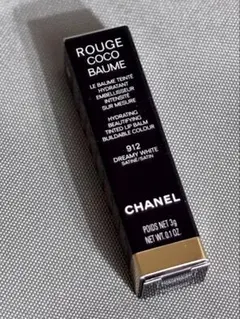 ROUGE
COCO
BAUME
LE BAUME TEINTÉ
HYDRATANT
EMBELLISSEUR
INTENSITÉ
SUR MESURE
HYDRATING
BEAUTIFYING
TINTED LIP BALM
BUILDABLE COLOUR
912
DREAMY WHITE
SATINÉ/SATIN
CHANEL
POIDS NET 3g
NET WT. 0.1 OZ.